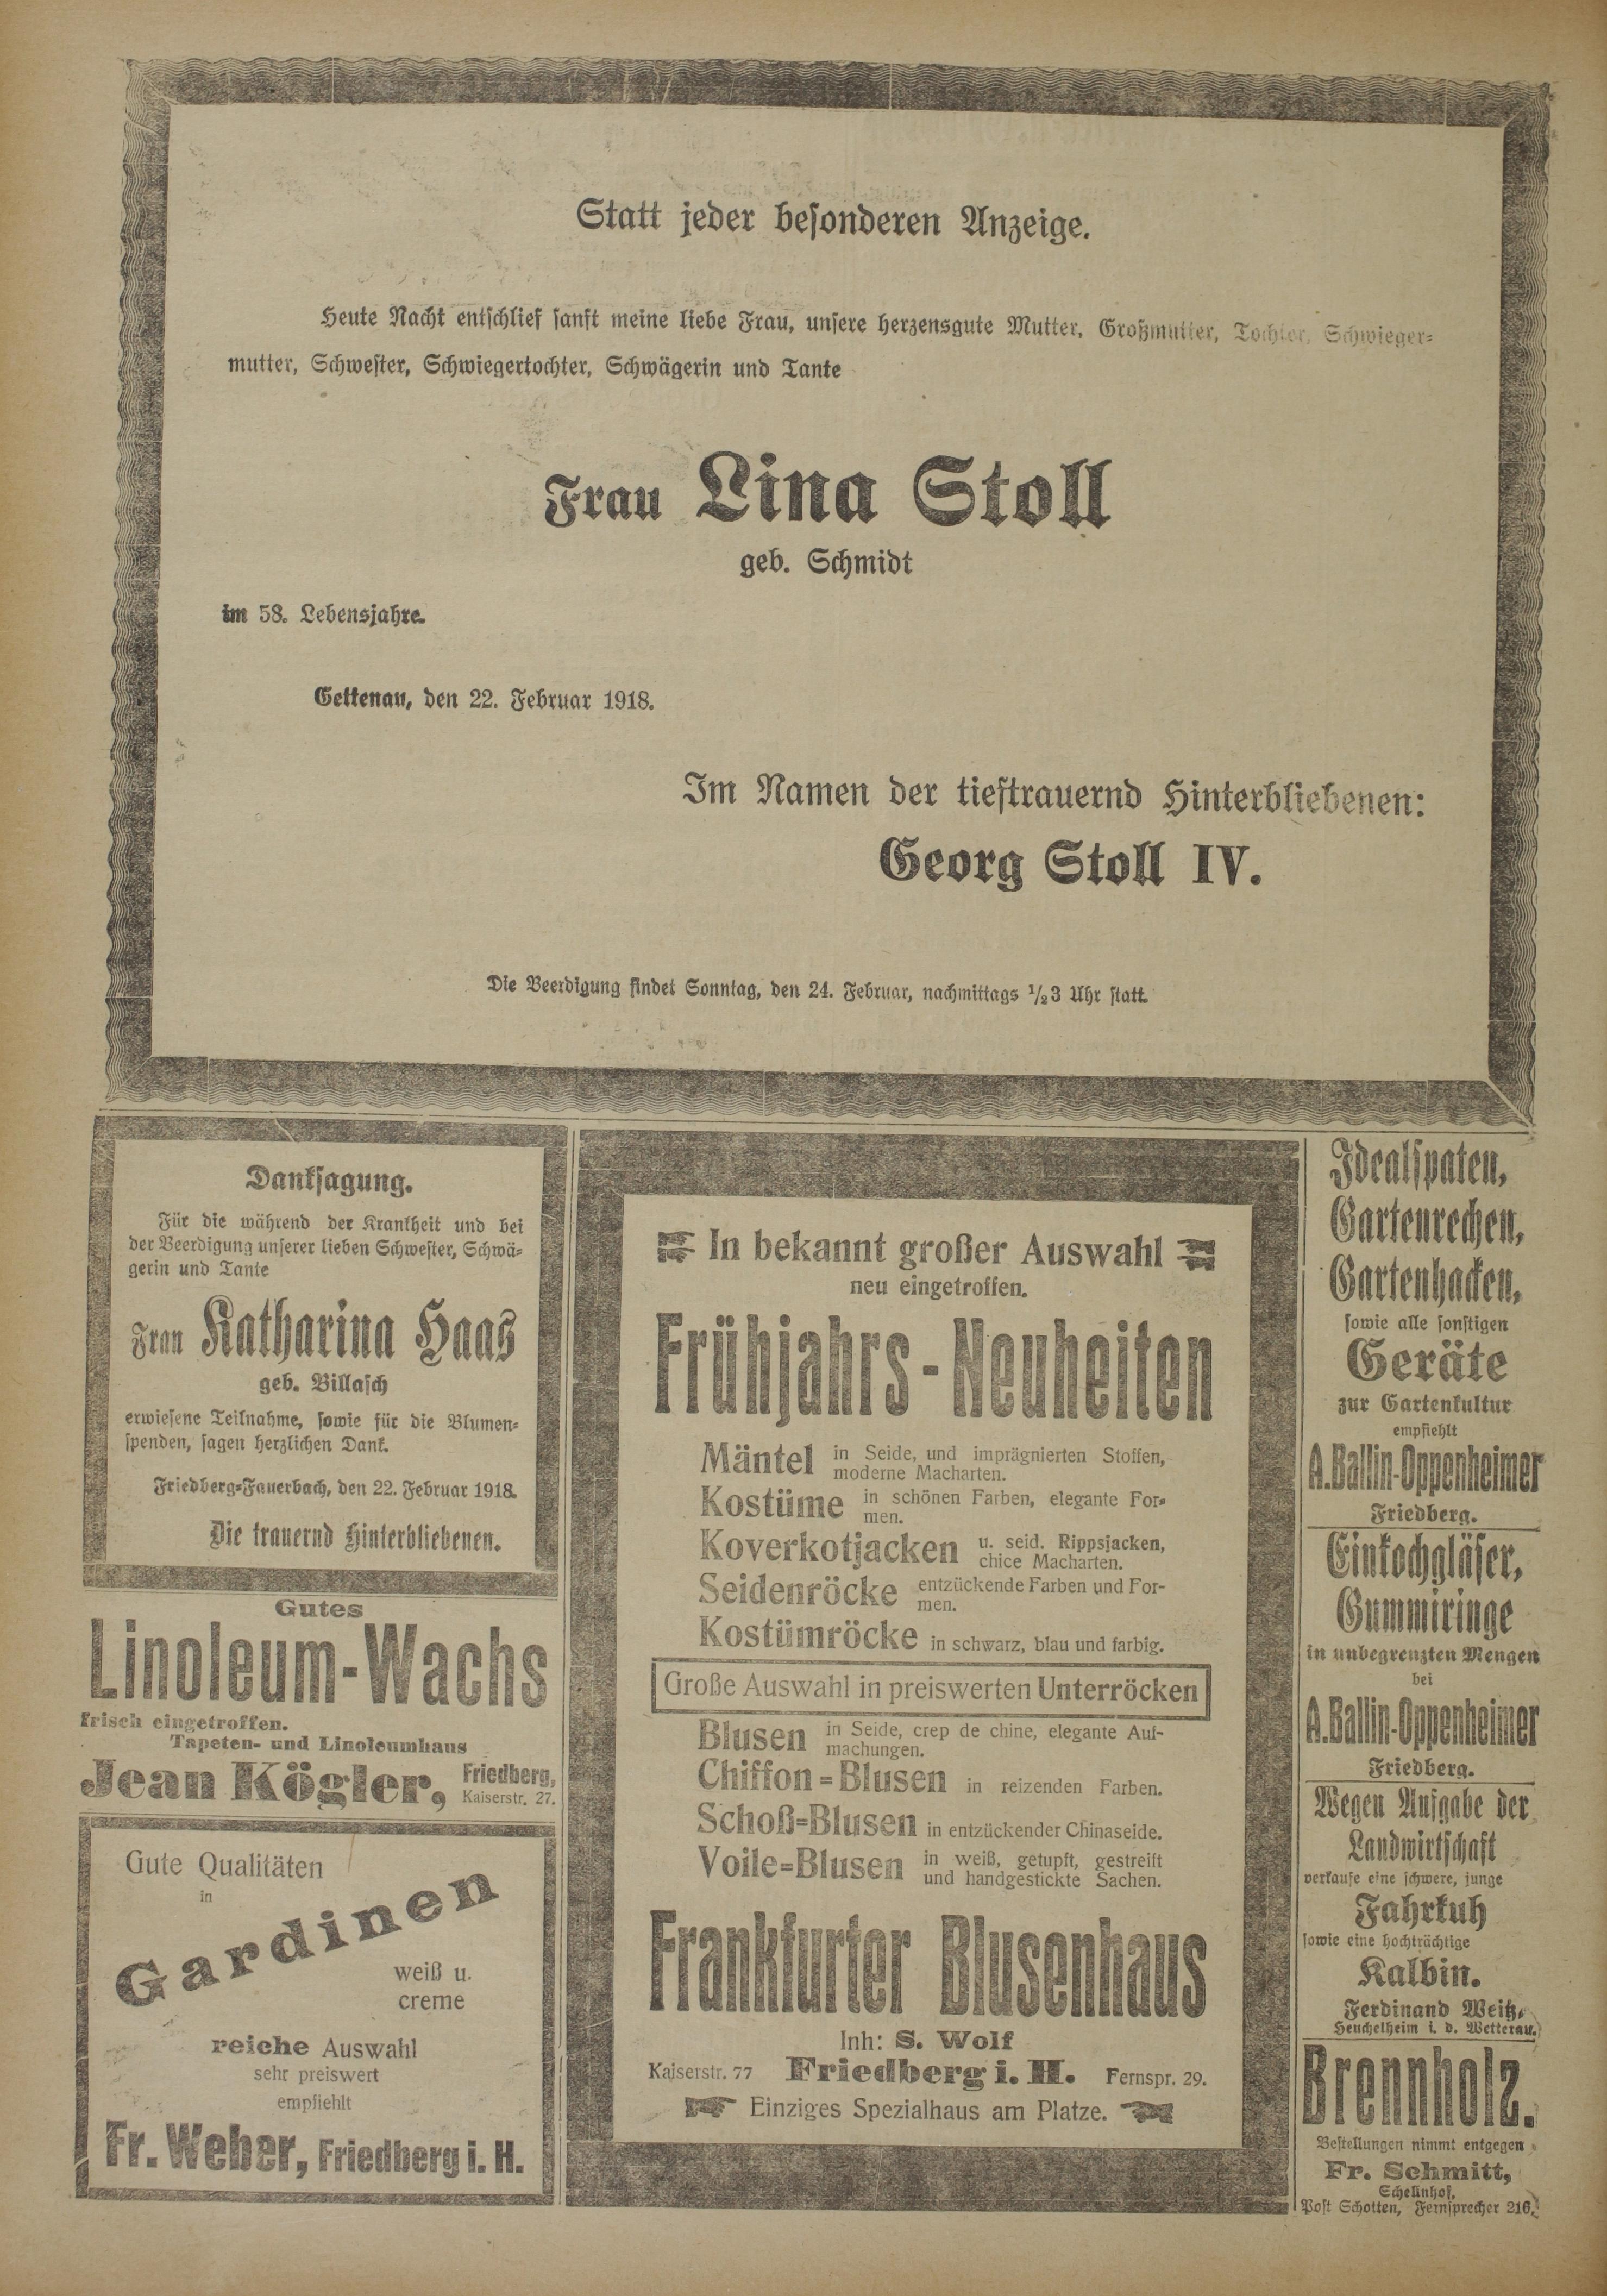 Statt jeder besonderen Anzeige.
Heute Nacht entschlief sanft meine liebe Frau, unsere herzensgute Mutter, Großmutter, Tochter, Schwieger-
mutter, Schwester, Schwiegertochter, Schwägerin und Tante
Frau Lina Stoll
geb. Schmidt
im 58. Lebensjahre.
Gettenau, den 22. Februar 1918.
Im Namen der tieftrauernd Hinterbliebenen:
Georg Stoll IV.
Die Beerdigung findet Sonntag, den 24. Februar, nachmittags 1/2 3 Uhr statt.
Danksagung.
Für die während der Krankheit und bei
der Beerdigung unserer lieben Schwester, Schwä-
gerin und Tante
Frau Katharina Haas
geb. Billasch
erwiesene Teilnahme, sowie für die Blumen-
spenden, sagen herzlichen Dank.
Friedberg-Fauerbach, den 22. Februar 1918.
Die trauernd Hinterbliebenen.
Gutes
Linoleum-Wachs
frisch eingetroffen.
Tapeten- und Linoleumhaus
Jean Kögler, Friedberg,
Kaiserstr. 27.
Gute Qualitäten
in
Gardinen
weiß u.
creme
reiche Auswahl
sehr preiswert
empfiehlt
Fr. Weber, Friedberg i. H.
In bekannt großer Auswahl
neu eingetroffen.
Frühjahrs-Neuheiten
Mäntel in Seide, und imprägnierten Stoffen,
moderne Macharten.
Kostüme in schönen Farben, elegante For-
men.
Koverkotjacken u. seid. Rippsjacken,
chice Macharten.
Seidenröcke entzückende Farben und For-
men.
Kostümröcke in schwarz, blau und farbig.
Große Auswahl in preiswerten Unterröcken
Blusen in Seide, crep de chine, elegante Auf-
machungen.
Chiffon-Blusen in reizenden Farben.
Schoß-Blusen in entzückender Chinaseide.
Voile-Blusen in weiß, getupft, gestreift
und handgestickte Sachen.
Frankfurter Blusenhaus
Inh: S. Wolf
Kaiserstr. 77 Friedberg i. H. Fernspr. 29.
Einziges Spezialhaus am Platze.
Idealspaten,
Gartenrechen,
Gartenhacken,
sowie alle sonstigen
Geräte
zur Gartenkultur
empfiehlt
A. Ballin-Oppenheimer
Friedberg.
Einkochgläser,
Gummiringe
in unbegrenzten Mengen
bei
A. Ballin-Oppenheimer
Friedberg.
Wegen Aufgabe der
Landwirtschaft
verkaufe eine schwere, junge
Fahrkuh
sowie eine hochträchtige
Kalbin.
Ferdinand Weitz,
Heuchelheim i. d. Wetterau.
Brennholz.
Bestellungen nimmt entgegen
Fr. Schmitt,
Schellnhof,
Post Schotten, Fernsprecher 216.